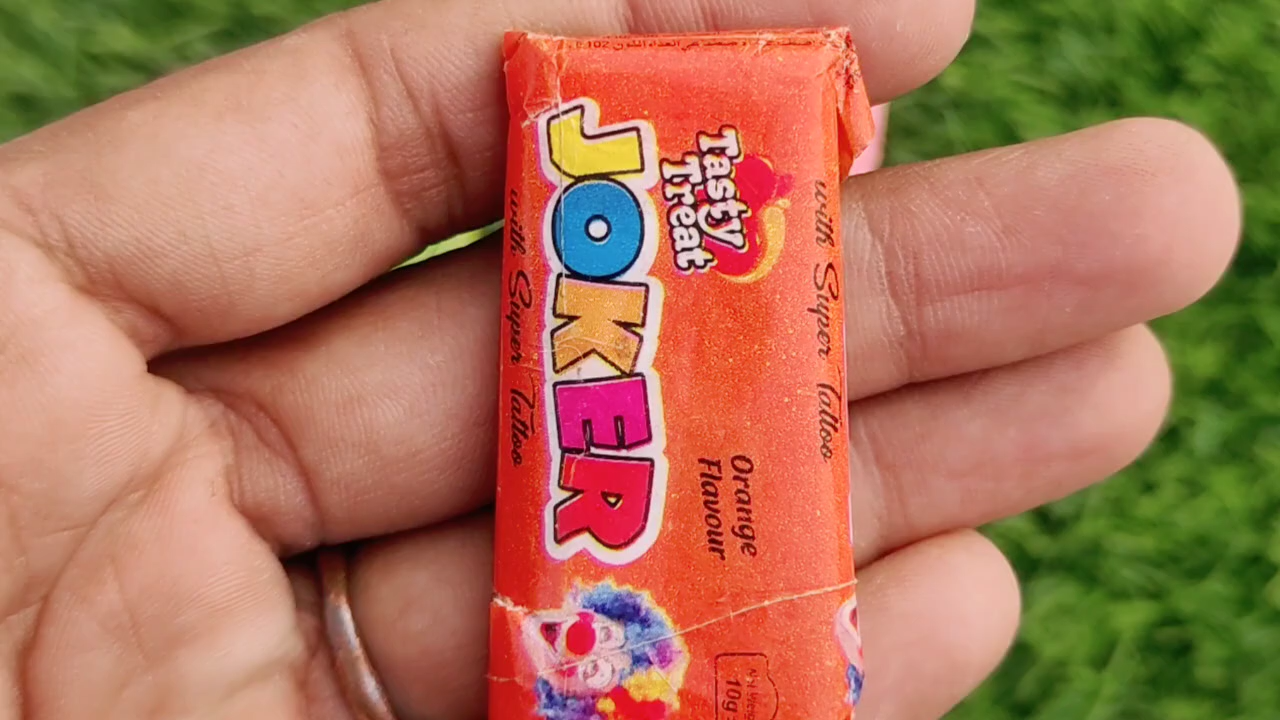 Tasty
Treat
JOKER
Orange
Flavour
with Super Tattoo
with Super Tattoo
10g